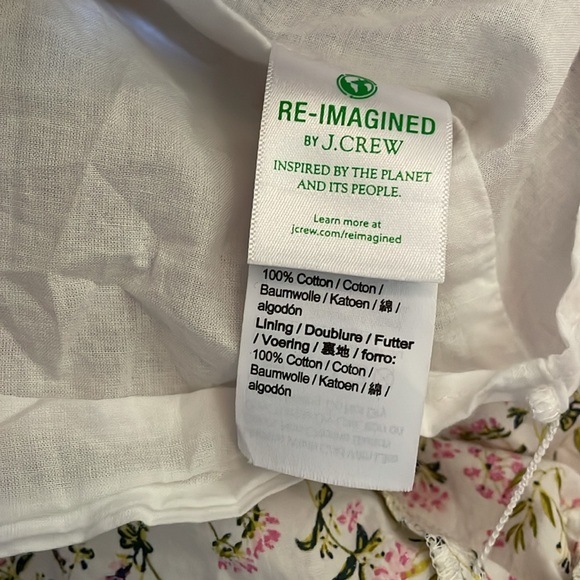 RE-IMAGINED
BY J.CREW
INSPIRED BY THE PLANET
AND ITS PEOPLE.
Learn more at
jcrew.com/reimagined
100% Cotton / Coton /
Baumwolle / Katoen / 綿 /
algodón
Lining / Doublure / Futter
/ Voering / 裏地 / forro:
100% Cotton / Coton /
Baumwolle / Katoen / 綿 /
algodón